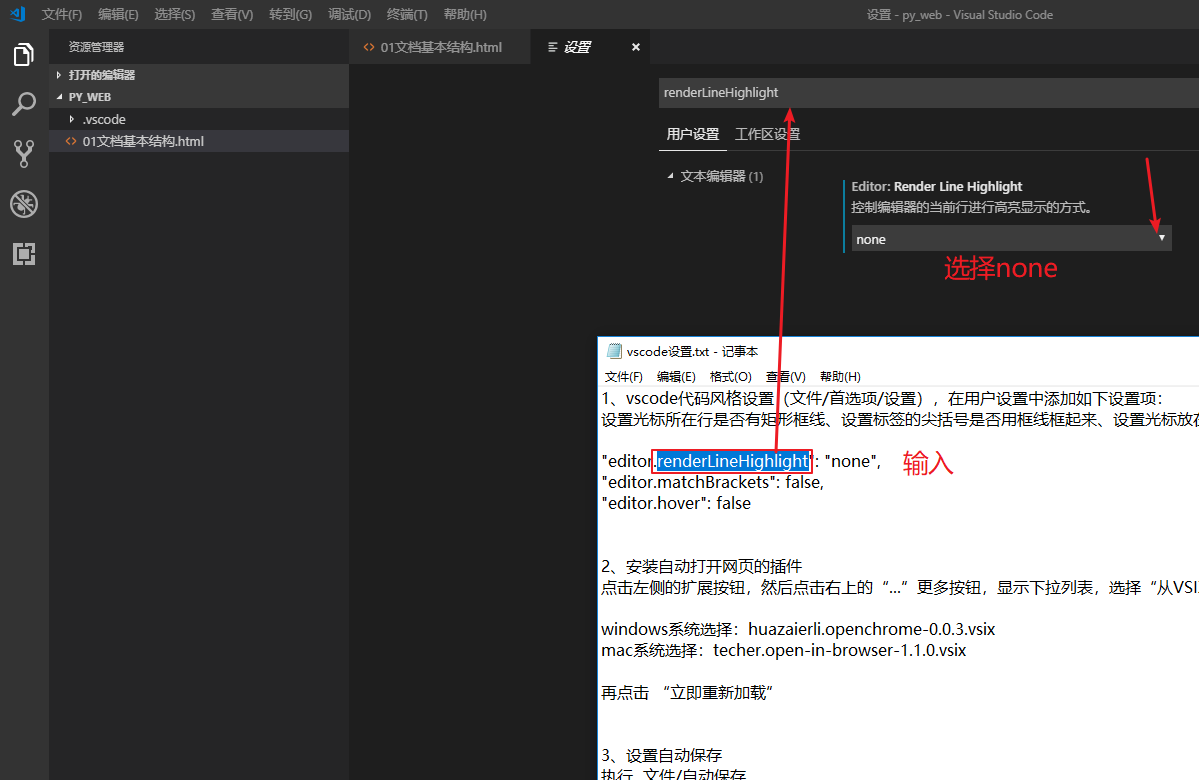 文件(F) 编辑(E) 选择(S) 查看(V) 转到(G) 调试(D) 终端(T) 帮助(H) 设置 - py_web - Visual Studio Code
资源管理器
01文档基本结构.html
设置
打开的编辑器
PY_WEB
.vscode
01文档基本结构.html
renderLineHighlight
用户设置 工作区设置
文本编辑器 (1)
Editor: Render Line Highlight
控制编辑器的当前行进行高亮显示的方式。
none
选择none
vscode设置.txt - 记事本
文件(F) 编辑(E) 格式(O) 查看(V) 帮助(H)
1、vscode代码风格设置（文件/首选项/设置），在用户设置中添加如下设置项：
设置光标所在行是否有矩形框线、设置标签的尖括号是否用框线框起来、设置光标放在
"editor.renderLineHighlight": "none", 输入
"editor.matchBrackets": false,
"editor.hover": false
2、安装自动打开网页的插件
点击左侧的扩展按钮，然后点击右上的“...”更多按钮，显示下拉列表，选择“从VSI
windows系统选择：huazaierli.openchrome-0.0.3.vsix
mac系统选择：techer.open-in-browser-1.1.0.vsix
再点击 “立即重新加载”
3、设置自动保存
执行 文件/自动保存